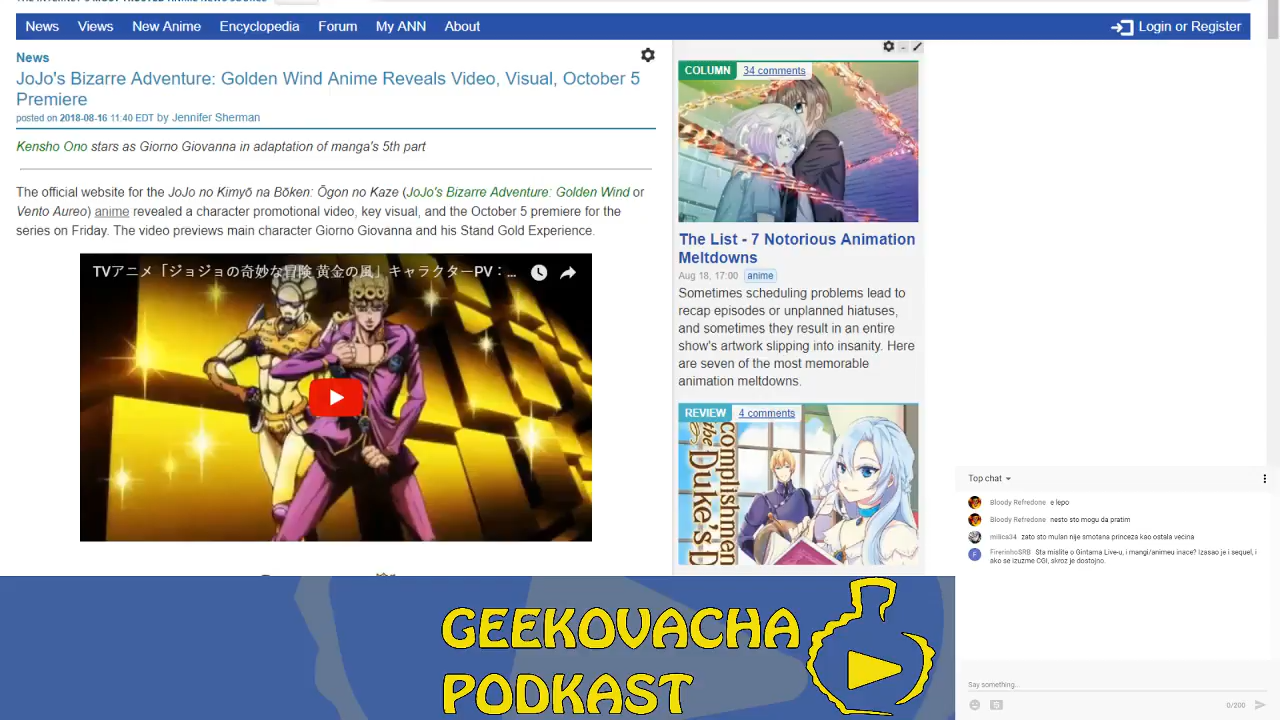 News Views New Anime Encyclopedia Forum My ANN About Login or Register
News
JoJo's Bizarre Adventure: Golden Wind Anime Reveals Video, Visual, October 5
Premiere
posted on 2018-08-16 11:40 EDT by Jennifer Sherman
Kensho Ono stars as Giorno Giovanna in adaptation of manga's 5th part
The official website for the JoJo no Kimyō na Bōken: Ōgon no Kaze (JoJo's Bizarre Adventure: Golden Wind or
Vento Aureo) anime revealed a character promotional video, key visual, and the October 5 premiere for the
series on Friday. The video previews main character Giorno Giovanna and his Stand Gold Experience.
TVアニメ「ジョジョの奇妙な冒険 黄金の風」キャラクターPV：...
COLUMN 34 comments
The List - 7 Notorious Animation
Meltdowns
Aug 18, 17:00 anime
Sometimes scheduling problems lead to
recap episodes or unplanned hiatuses,
and sometimes they result in an entire
show's artwork slipping into insanity. Here
are seven of the most memorable
animation meltdowns.
REVIEW 4 comments
complishmen
the Duke's D
Top chat
Bloody Refredone e lepo
Bloody Refredone nesto sto mogu da pratim
milica34 zato sto mulan nije smotana princeza kao ostala vecina
F FirerinhoSRB Sta mislite o Gintama Live-u, i mangi/animeu inace? Izasao je i sequel, i
ako se izuzme CGI, skroz je dostojno.
Say something...
0/200
GEEKOVACHA
PODKAST